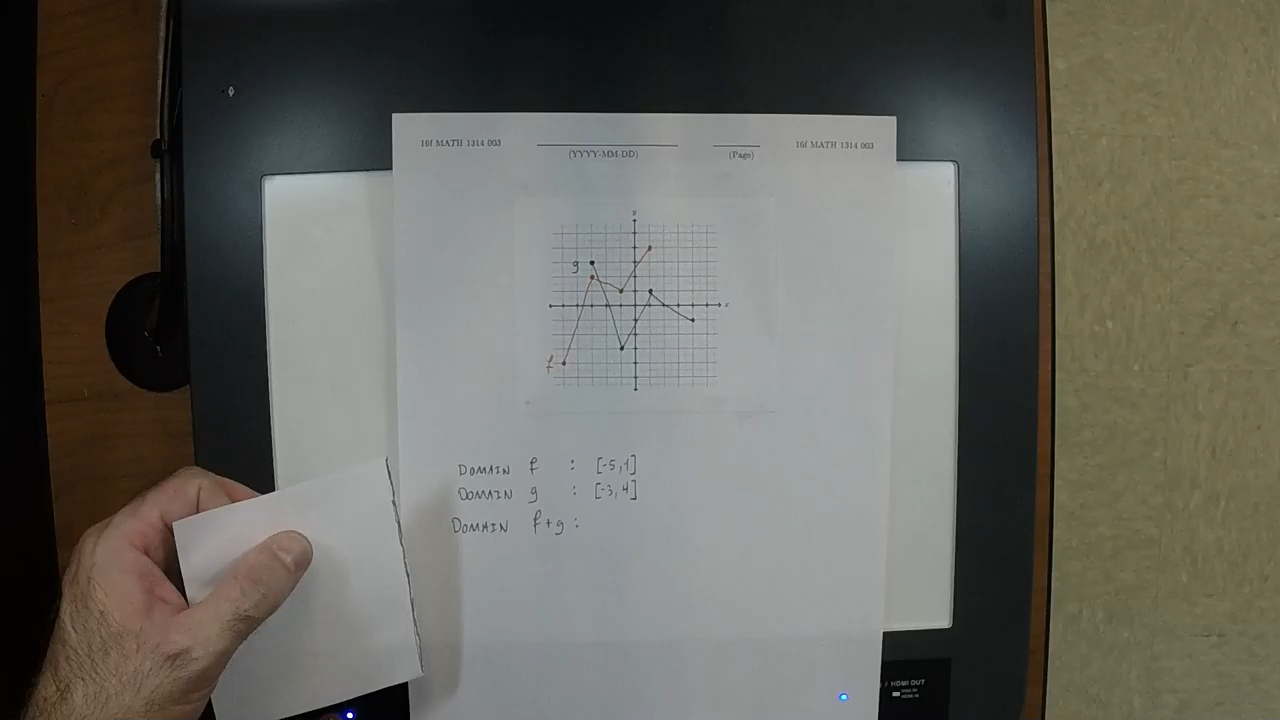 16f MATH 1314 003
(YYYY-MM-DD)
(Page)
16f MATH 1314 003
y
g
x
f
DOMAIN f : [-5,1]
DOMAIN g : [-3,4]
DOMAIN f+g :
/ HDMI OUT